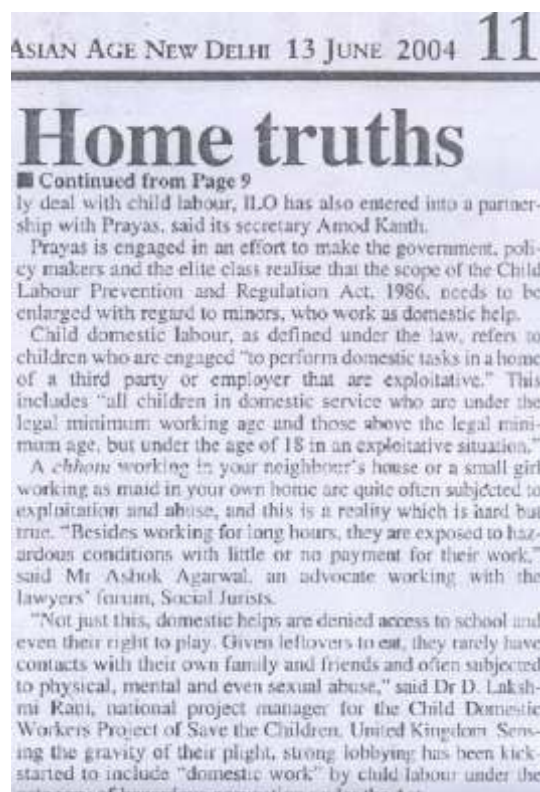 ASIAN AGE NEW DELHI 13 JUNE 2004 11
Home truths
■ Continued from Page 9
ly deal with child labour, ILO has also entered into a partner-
ship with Prayas, said its secretary Amod Kanth.
Prayas is engaged in an effort to make the government, poli-
cy makers and the elite class realise that the scope of the Child
Labour Prevention and Regulation Act, 1986, needs to be
enlarged with regard to minors, who work as domestic help.
Child domestic labour, as defined under the law, refers to
children who are engaged "to perform domestic tasks in a home
of a third party or employer that are exploitative." This
includes "all children in domestic service who are under the
legal minimum working age and those above the legal mini-
mum age, but under the age of 18 in an exploitative situation."
A chhotu working in your neighbour's house or a small girl
working as maid in your own home are quite often subjected to
exploitation and abuse, and this is a reality which is hard but
true. "Besides working for long hours, they are exposed to haz-
ardous conditions with little or no payment for their work,"
said Mr Ashok Agarwal, an advocate working with the
lawyers' forum, Social Jurists.
"Not just this, domestic helps are denied access to school and
even their right to play. Given leftovers to eat, they rarely have
contacts with their own family and friends and often subjected
to physical, mental and even sexual abuse," said Dr D. Laksh-
mi Rani, national project manager for the Child Domestic
Workers Project of Save the Children, United Kingdom. Sens-
ing the gravity of their plight, strong lobbying has been kick-
started to include "domestic work" by child labour under the